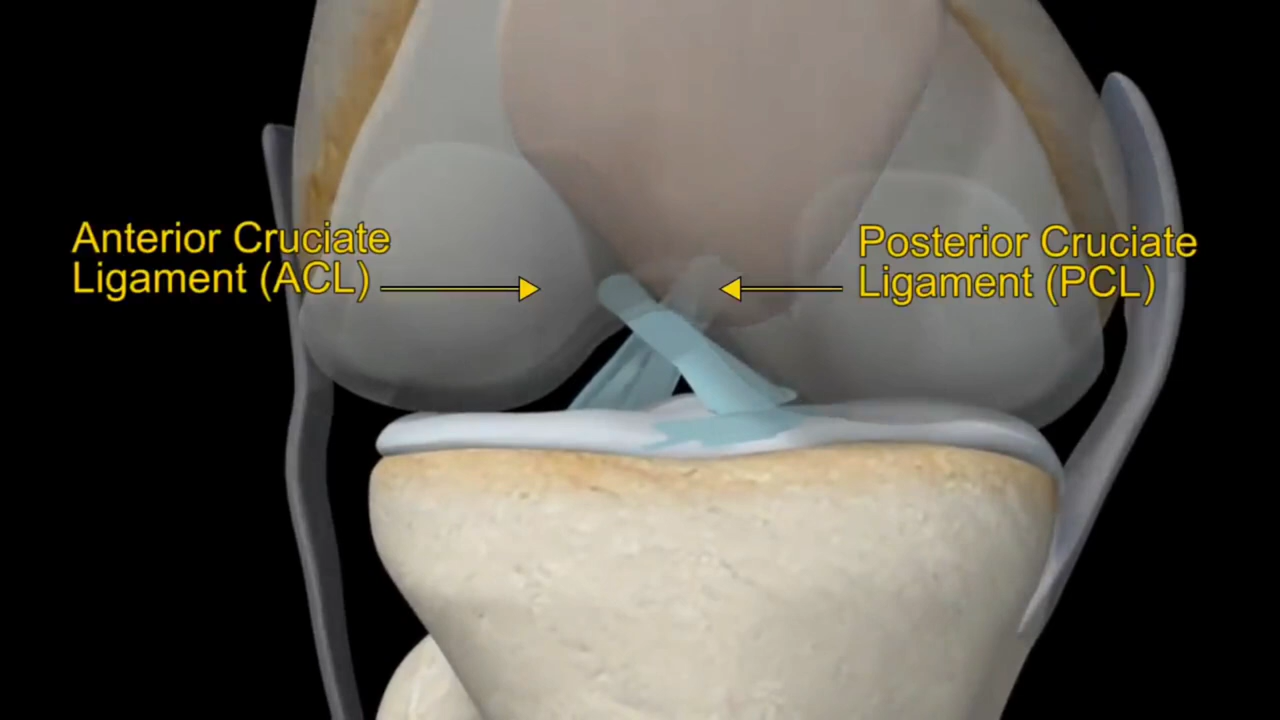 Anterior Cruciate
Ligament (ACL)
Posterior Cruciate
Ligament (PCL)